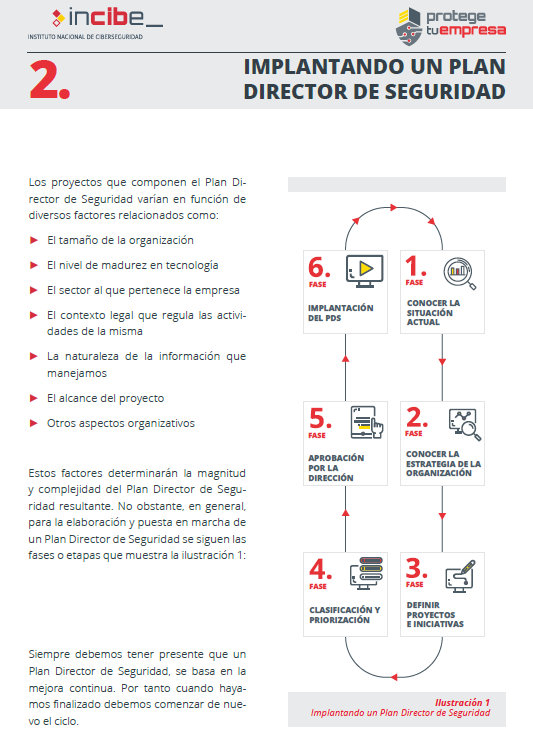 incibe_
INSTITUTO NACIONAL DE CIBERSEGURIDAD
protege
tuempresa
2.
IMPLANTANDO UN PLAN
DIRECTOR DE SEGURIDAD
Los proyectos que componen el Plan Di-
rector de Seguridad varían en función de
diversos factores relacionados como:
El tamaño de la organización
El nivel de madurez en tecnología
El sector al que pertenece la empresa
El contexto legal que regula las activi-
dades de la misma
La naturaleza de la información que
manejamos
El alcance del proyecto
Otros aspectos organizativos
Estos factores determinarán la magnitud
y complejidad del Plan Director de Segu-
ridad resultante. No obstante, en general,
para la elaboración y puesta en marcha de
un Plan Director de Seguridad se siguen las
fases o etapas que muestra la ilustración 1:
Siempre debemos tener presente que un
Plan Director de Seguridad, se basa en la
mejora continua. Por tanto cuando haya-
mos finalizado debemos comenzar de nue-
vo el ciclo.
1.
FASE
CONOCER LA
SITUACIÓN
ACTUAL
2.
FASE
CONOCER LA
ESTRATEGIA DE LA
ORGANIZACIÓN
3.
FASE
DEFINIR
PROYECTOS
E INICIATIVAS
4.
FASE
CLASIFICACIÓN Y
PRIORIZACIÓN
5.
FASE
APROBACIÓN
POR LA
DIRECCIÓN
6.
FASE
IMPLANTACIÓN
DEL PDS
Ilustración 1
Implantando un Plan Director de Seguridad